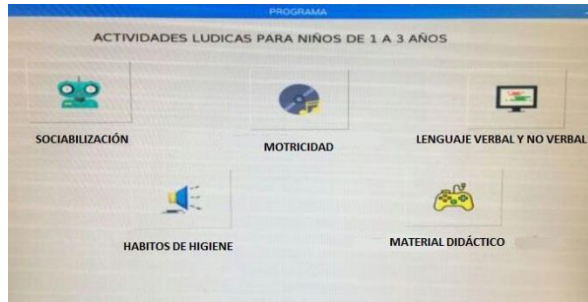 PROGRAMA
ACTIVIDADES LUDICAS PARA NIÑOS DE 1 A 3 AÑOS
SOCIABILIZACIÓN
MOTRICIDAD
LENGUAJE VERBAL Y NO VERBAL
HABITOS DE HIGIENE
MATERIAL DIDÁCTICO